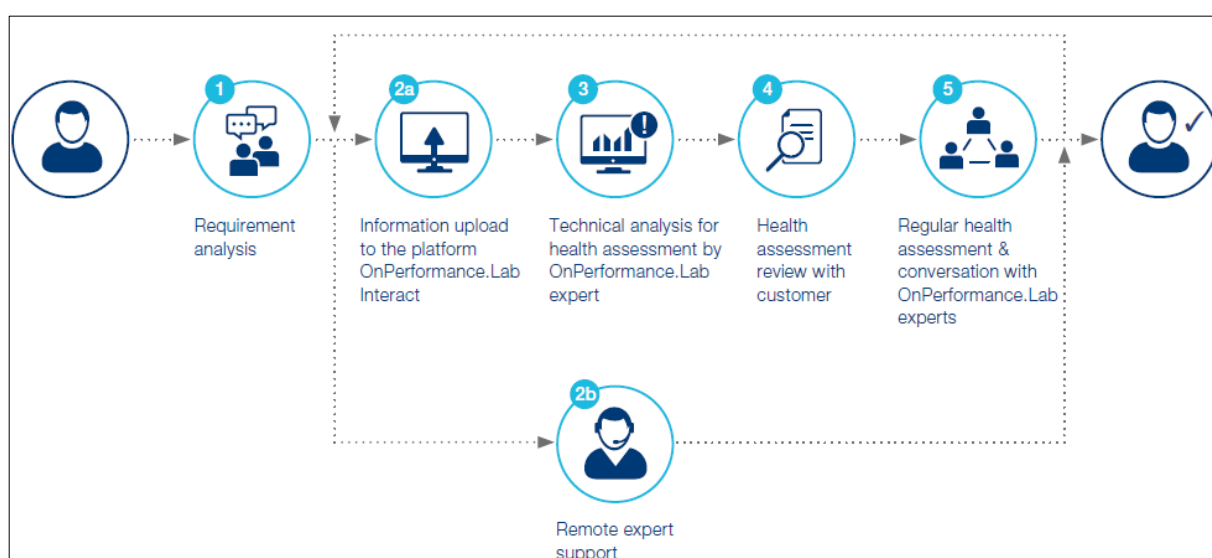 1
Requirement
analysis
2a
Information upload
to the platform
OnPerformance.Lab
Interact
3
!
Technical analysis for
health assessment by
OnPerformance.Lab
expert
4
Health
assessment
review with
customer
5
Regular health
assessment &
conversation with
OnPerformance.Lab
experts
2b
Remote expert
support